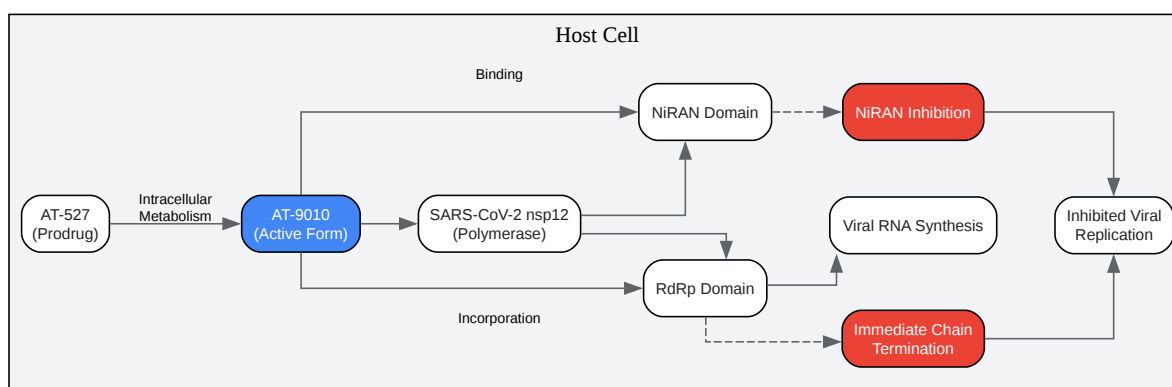 Host Cell
Binding
NiRAN Domain
NiRAN Inhibition
AT-527
(Prodrug)
Intracellular
Metabolism
AT-9010
(Active Form)
SARS-CoV-2 nsp12
(Polymerase)
Viral RNA Synthesis
Inhibited Viral
Replication
RdRp Domain
Incorporation
Immediate Chain
Termination